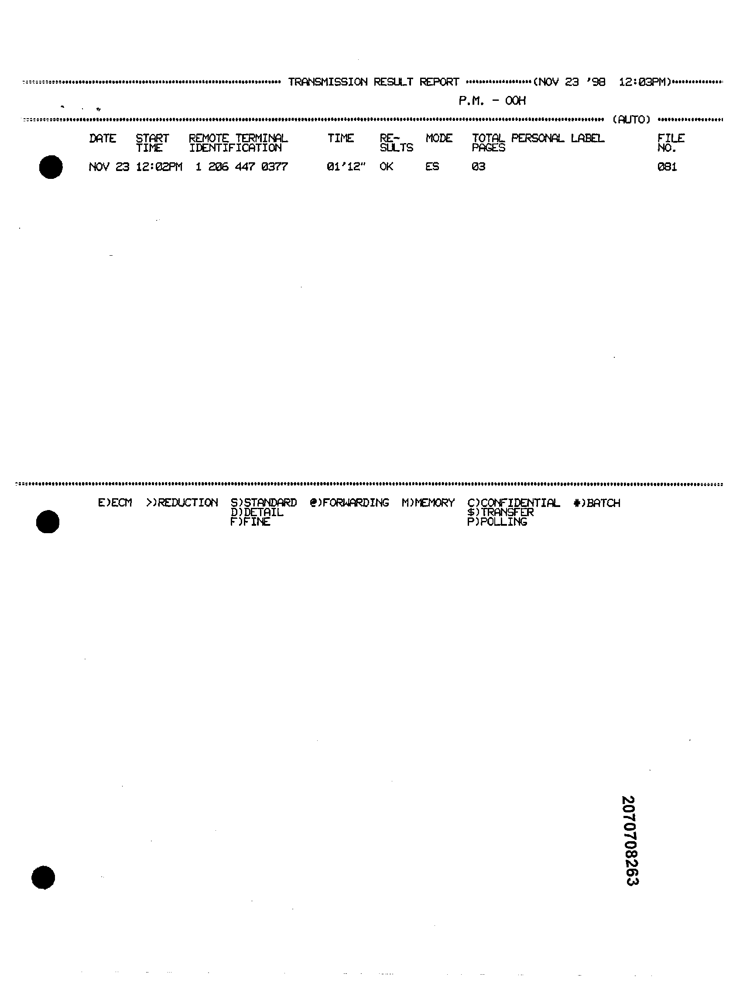 TRANSMISSION RESULT REPORT (NOV 23 '98 12:03PM)
P.M. - OOH
(AUTO)
DATE START TIME REMOTE TERMINAL IDENTIFICATION TIME RE-SULTS MODE TOTAL PAGES PERSONAL LABEL FILE NO.
NOV 23 12:02PM 1 206 447 0377 01'12" OK ES 03 081
E)ECM >)REDUCTION S)STANDARD @)FORWARDING M)MEMORY C)CONFIDENTIAL #)BATCH
D)DETAIL $)TRANSFER
F)FINE P)POLLING
2070708263